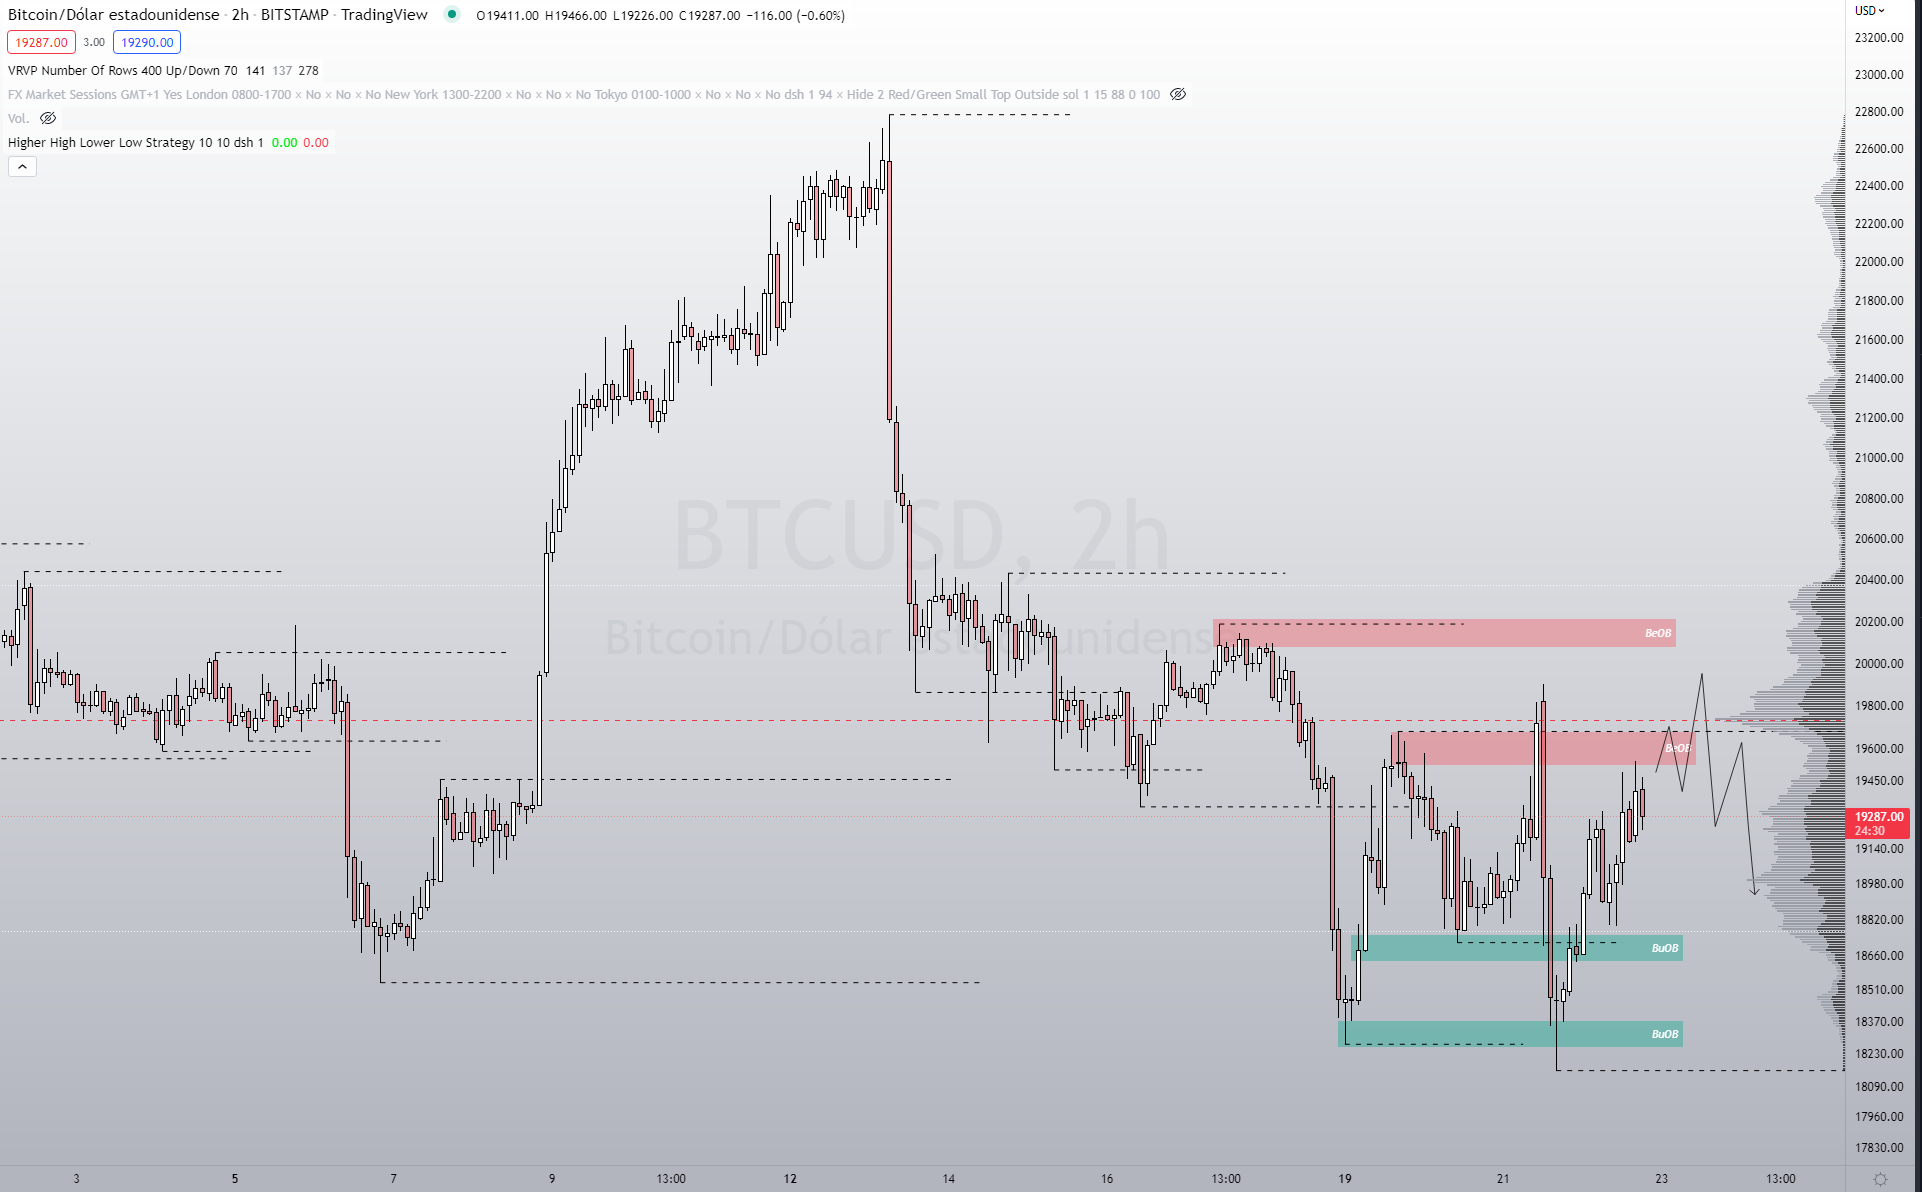 Bitcoin/Dólar estadounidense · 2h · BITSTAMP · TradingView O19411.00 H19466.00 L19226.00 C19287.00 −116.00 (−0.60%)
USD
19287.00 3.00 19290.00
VRVP Number Of Rows 400 Up/Down 70 141 137 278
FX Market Sessions GMT+1 Yes London 0800-1700 × No × No × No New York 1300-2200 × No × No × No Tokyo 0100-1000 × No × No × No dsh 1 94 × Hide 2 Red/Green Small Top Outside sol 1 15 88 0 100
Vol.
Higher High Lower Low Strategy 10 10 dsh 1 0.00 0.00
BTCUSD, 2h
Bitcoin/Dólar estadounidense
BeOB
BeOB
BuOB
BuOB
23200.00
23000.00
22800.00
22600.00
22400.00
22200.00
22000.00
21800.00
21600.00
21400.00
21200.00
21000.00
20800.00
20600.00
20400.00
20200.00
20000.00
19800.00
19600.00
19450.00
19287.00
24:30
19140.00
18980.00
18820.00
18660.00
18510.00
18370.00
18230.00
18090.00
17960.00
17830.00
3 5 7 9 13:00 12 14 16 13:00 19 21 23 13:00